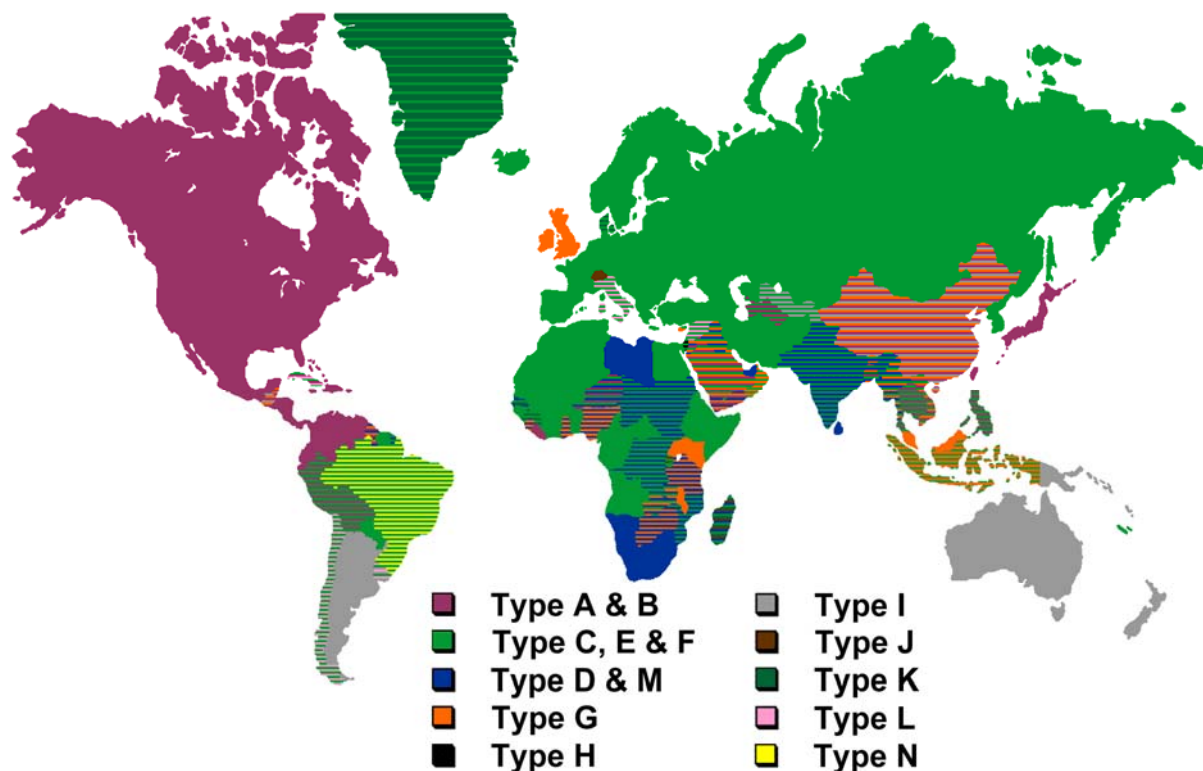 Type A & B
Type C, E & F
Type D & M
Type G
Type H
Type I
Type J
Type K
Type L
Type N